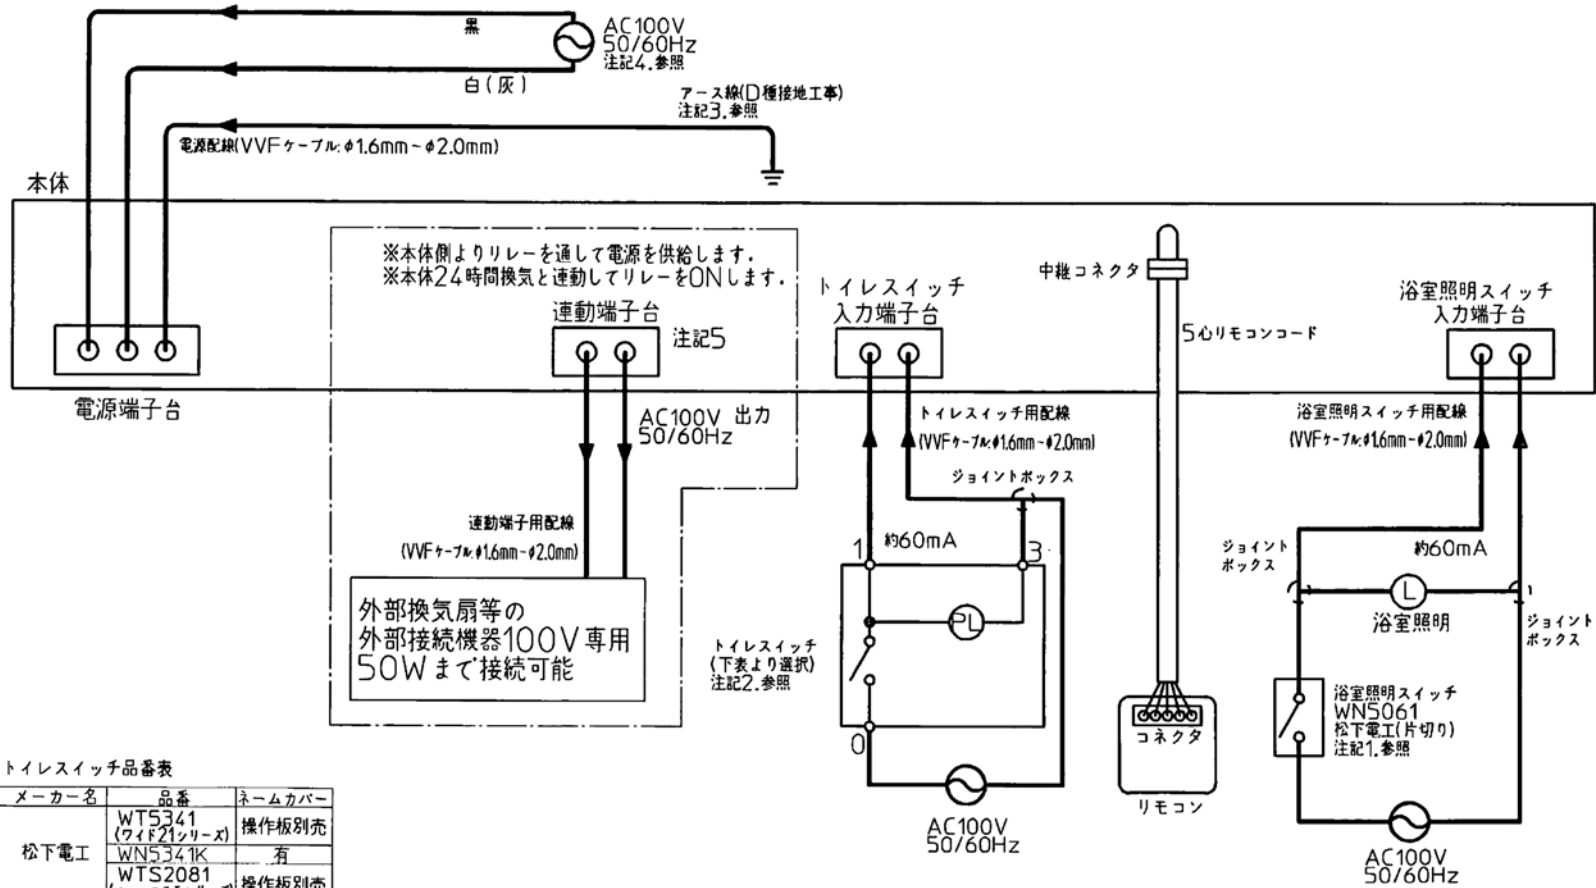 黒
AC100V
50/60Hz
注記4.参照
白(灰)
アース線(D種接地工事)
注記3.参照
電源配線(VVFケーブル:φ1.6mm~φ2.0mm)
本体
※本体側よりリレーを通して電源を供給します.
※本体24時間換気と連動してリレーをONします.
連動端子台
注記5
トイレスイッチ
入力端子台
中継コネクタ
5心リモコンコード
浴室照明スイッチ
入力端子台
電源端子台
AC100V 出力
50/60Hz
トイレスイッチ用配線
(VVFケーブル:φ1.6mm~φ2.0mm)
ジョイントボックス
浴室照明スイッチ用配線
(VVFケーブル:φ1.6mm~φ2.0mm)
連動端子用配線
(VVFケーブル:φ1.6mm~φ2.0mm)
外部換気扇等の
外部接続機器100V専用
50Wまで接続可能
1
約60mA
3
PL
トイレスイッチ
(下表より選択)
注記2.参照
0
AC100V
50/60Hz
コネクタ
リモコン
ジョイント
ボックス
約60mA
L
浴室照明
ジョイント
ボックス
浴室照明スイッチ
WN5061
松下電工(片切り)
注記1.参照
AC100V
50/60Hz
トイレスイッチ品番表
メーカー名 品番 ネームカバー
松下電工
WT5341
(ワイド21シリーズ)
操作板別売
WN5341K 有
WTS2081
操作板別売